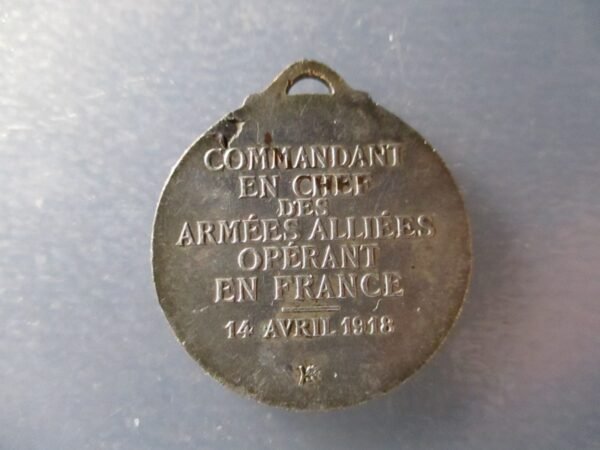 COMMANDANT
EN CHEF
DES
ARMÉES ALLIÉES
OPÉRANT
EN FRANCE
14 AVRIL 1918